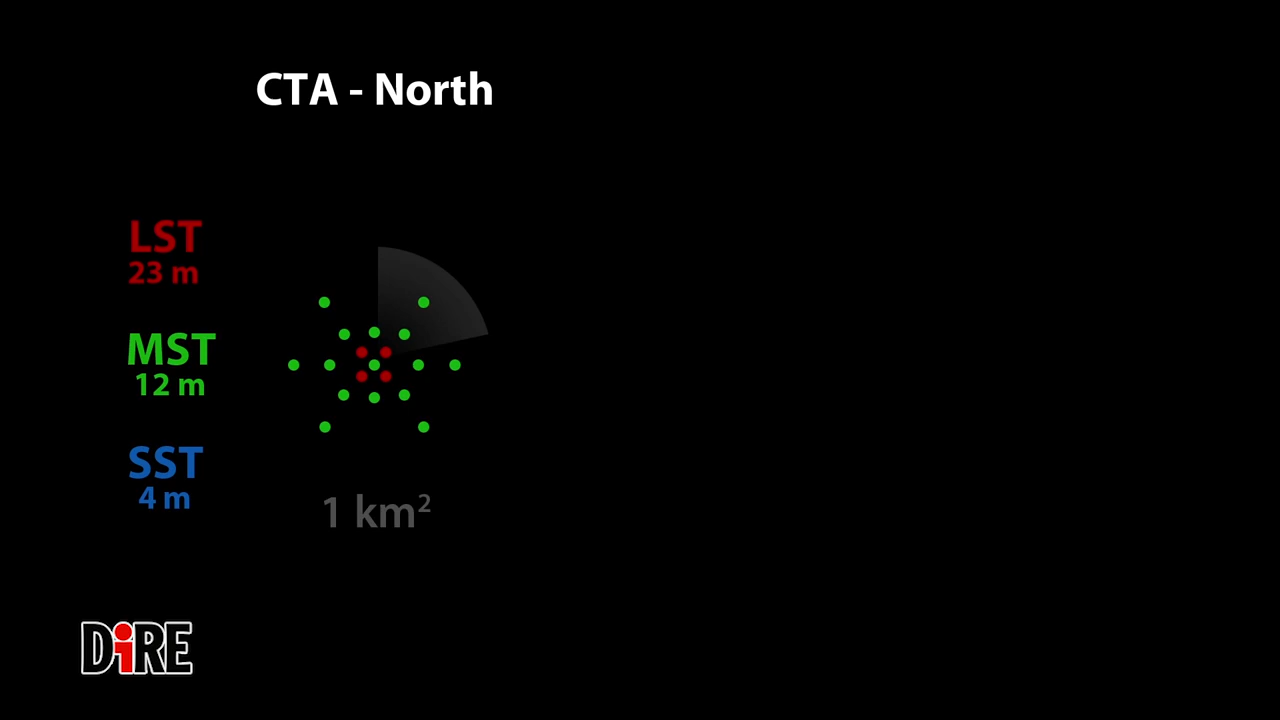 CTA - North
LST
23 m
MST
12 m
SST
4 m
1 km²
DiRE